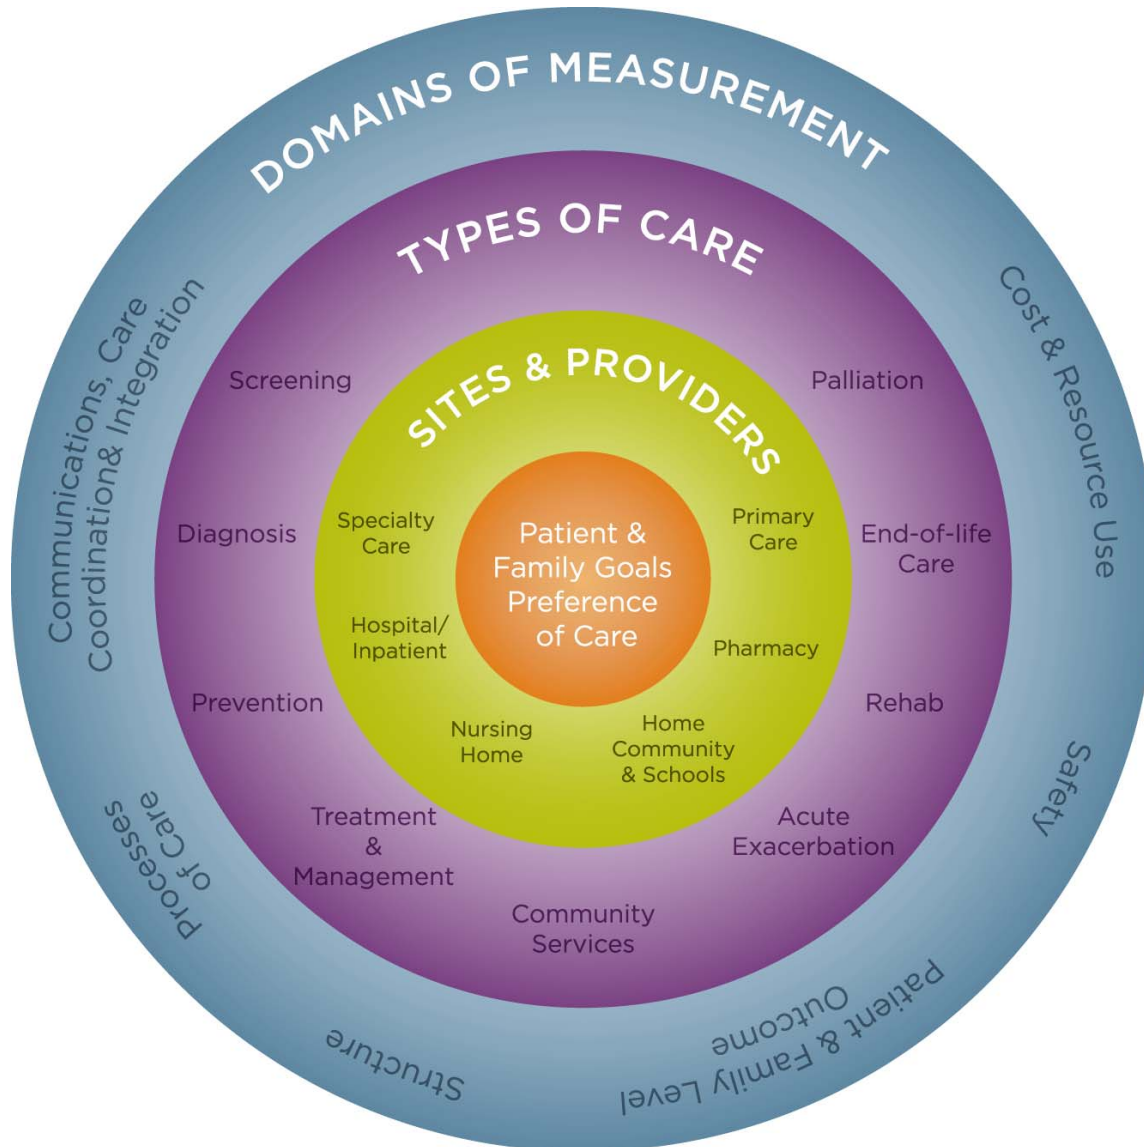 DOMAINS OF MEASUREMENT
Communications, Care
Coordination& Integration
Cost & Resource Use
Safety
Patient & Family Level
Outcome
Structure
Processes
of Care
TYPES OF CARE
Screening
Diagnosis
Prevention
Treatment
&
Management
Community
Services
Acute
Exacerbation
Rehab
End-of-life
Care
Palliation
SITES & PROVIDERS
Specialty
Care
Hospital/
Inpatient
Nursing
Home
Home
Community
& Schools
Pharmacy
Primary
Care
Patient &
Family Goals
Preference
of Care